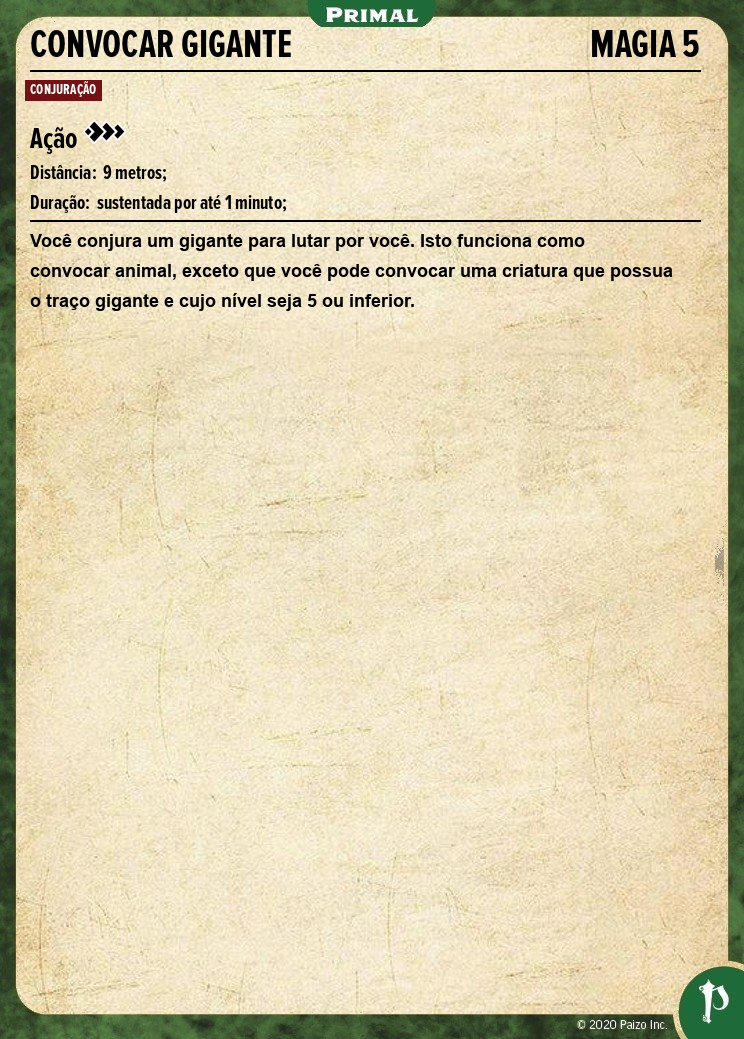 PRIMAL
CONVOCAR GIGANTE MAGIA 5
CONJURAÇÃO
Ação
Distância: 9 metros;
Duração: sustentada por até 1 minuto;
Você conjura um gigante para lutar por você. Isto funciona como
convocar animal, exceto que você pode convocar uma criatura que possua
o traço gigante e cujo nível seja 5 ou inferior.
© 2020 Paizo Inc.